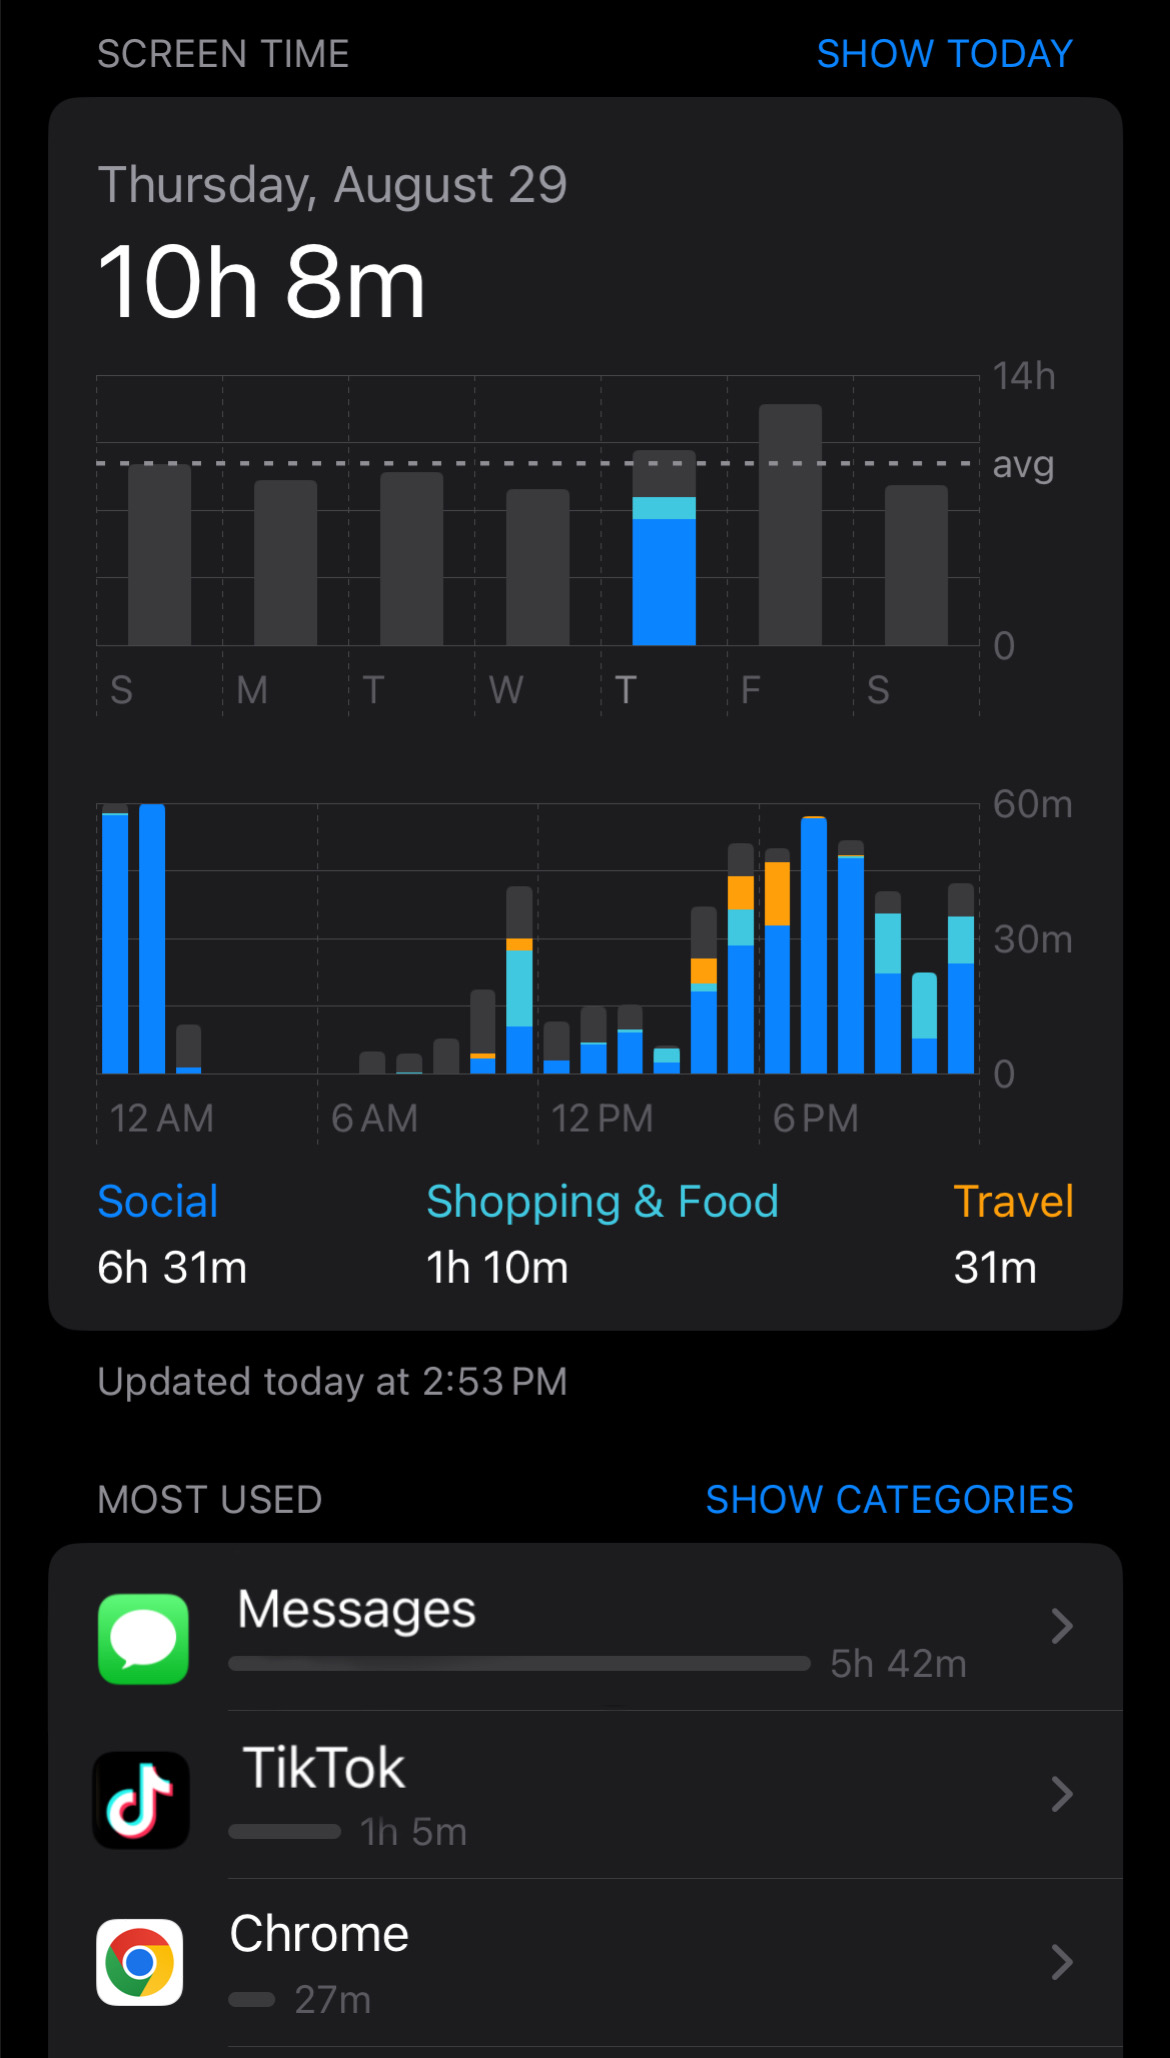 SCREEN TIME SHOW TODAY
Thursday, August 29
10h 8m
14h
avg
0
S M T W T F S
60m
30m
0
12 AM 6 AM 12 PM 6 PM
Social Shopping & Food Travel
6h 31m 1h 10m 31m
Updated today at 2:53 PM
MOST USED SHOW CATEGORIES
Messages
5h 42m
TikTok
1h 5m
Chrome
27m